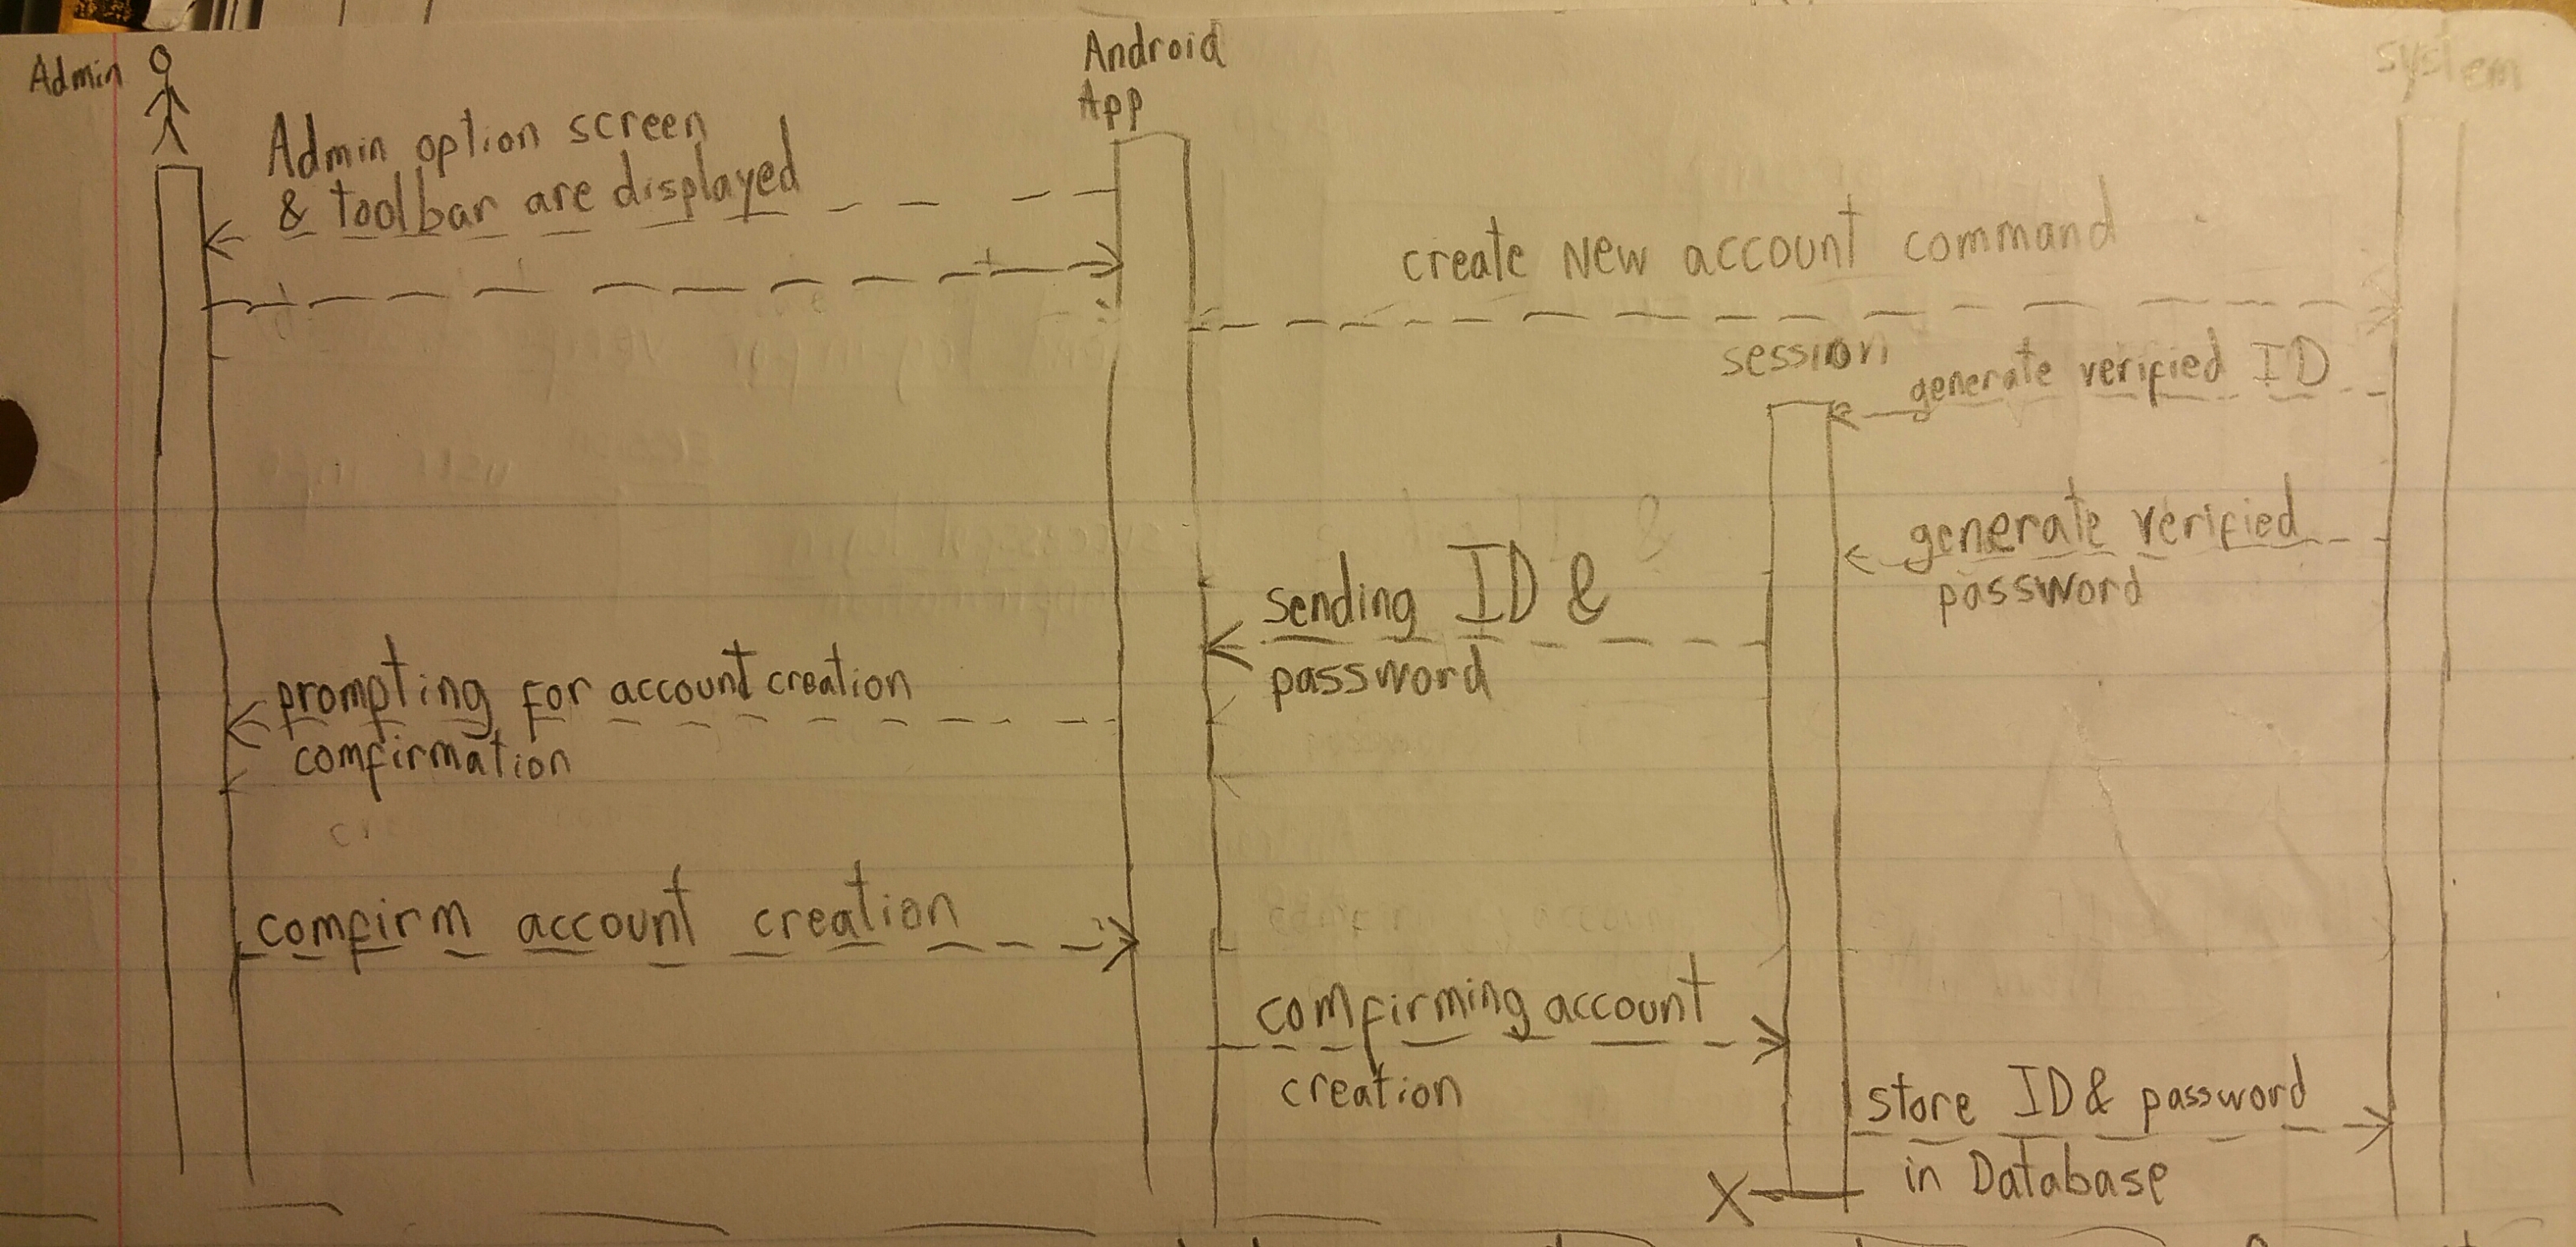 Admin
Android
App
system
Admin option screen
& toolbar are displayed
create New account command
session
generate verified ID
generate verified
password
sending ID &
password
prompting for account creation
comfirmation
comfirm account creation
comfirming account
creation
store ID & password
in Database
X